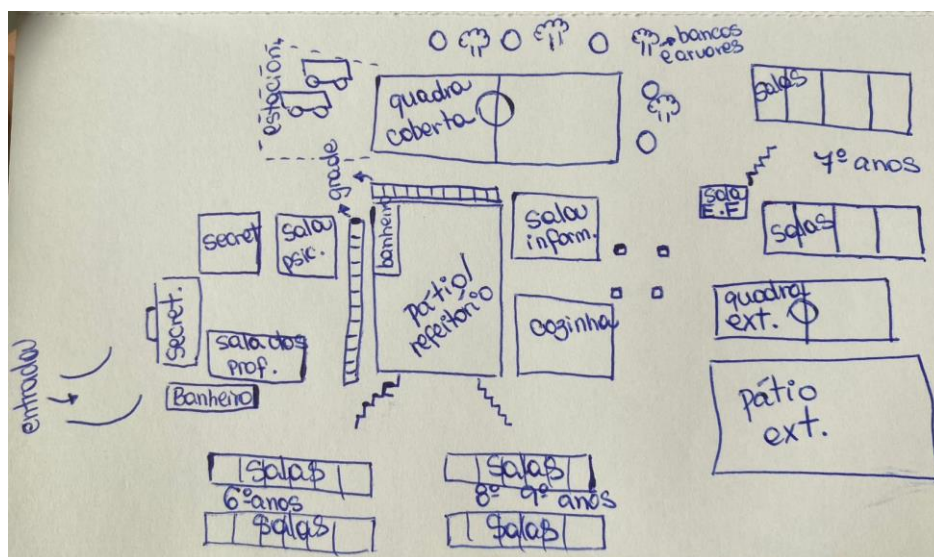 bancos
e arvores
estación.
quadra
coberta
salas
7º anos
grade
sala
E.F
secret
sala
psic.
banheiro
sala
inform.
salas
pátio/
refeitório
quadra
ext.
secret.
cozinha
sala dos
prof.
entrada
Banheiro
pátio
ext.
salas
salas
6º anos
8º 9º anos
salas
salas